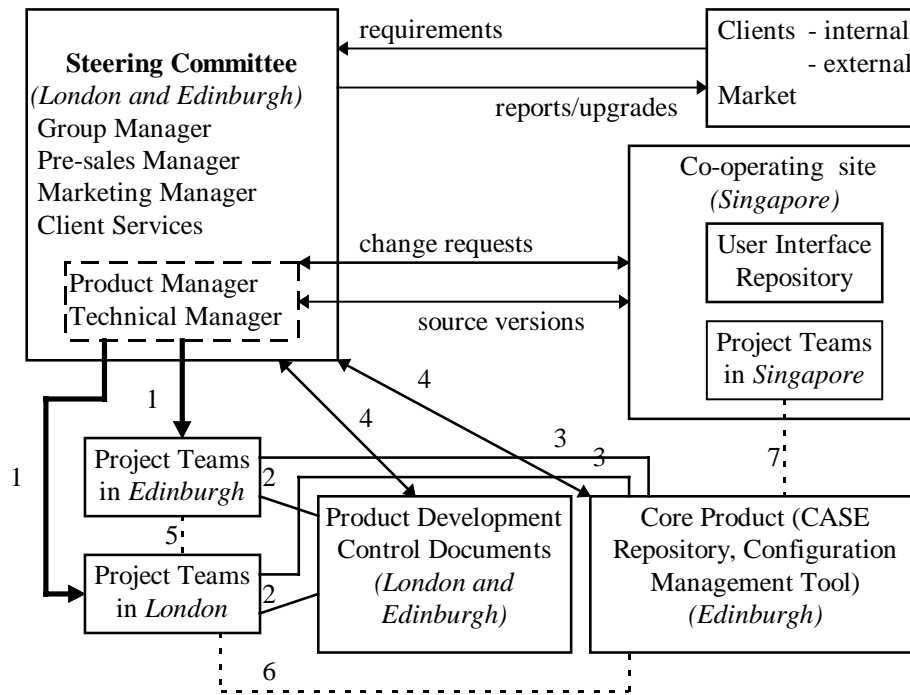 requirements
Clients - internal
- external
Market
Steering Committee
(London and Edinburgh)
Group Manager
Pre-sales Manager
Marketing Manager
Client Services
reports/upgrades
Co-operating site
(Singapore)
User Interface
Repository
change requests
Product Manager
Technical Manager
source versions
Project Teams
in Singapore
4
1
4
3
3
7
1
Project Teams
in Edinburgh
2
5
Product Development
Control Documents
(London and
Edinburgh)
Core Product (CASE
Repository, Configuration
Management Tool)
(Edinburgh)
Project Teams
in London
2
6